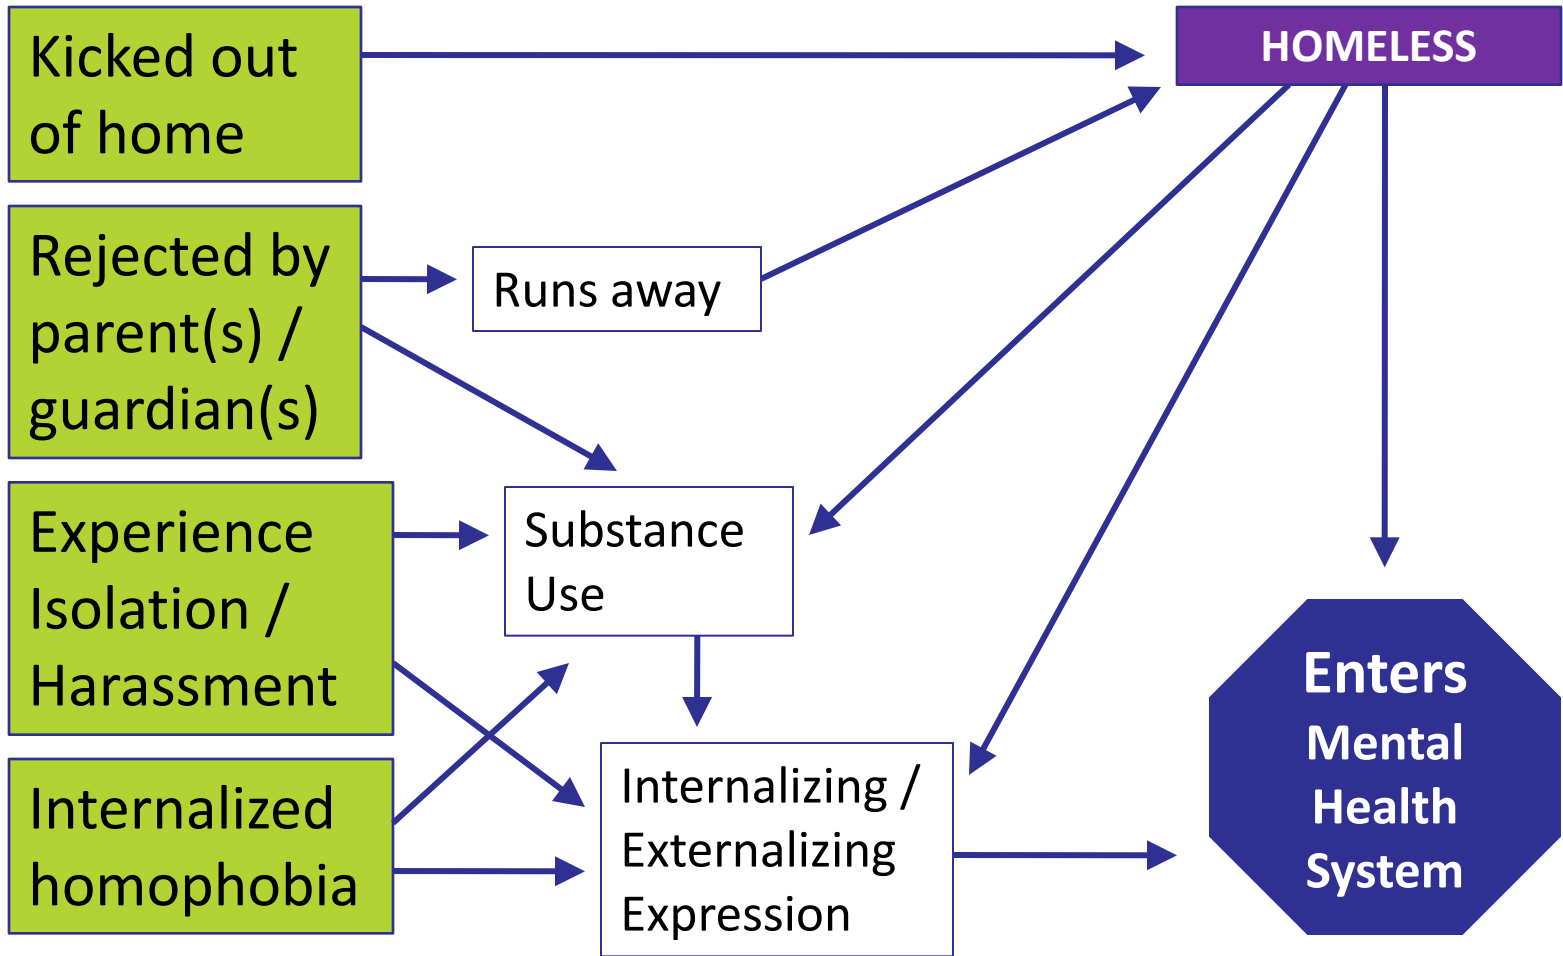 Kicked out
of home
HOMELESS
Rejected by
parent(s) /
guardian(s)
Runs away
Experience
Isolation /
Harassment
Substance
Use
Internalized
homophobia
Internalizing /
Externalizing
Expression
Enters
Mental
Health
System